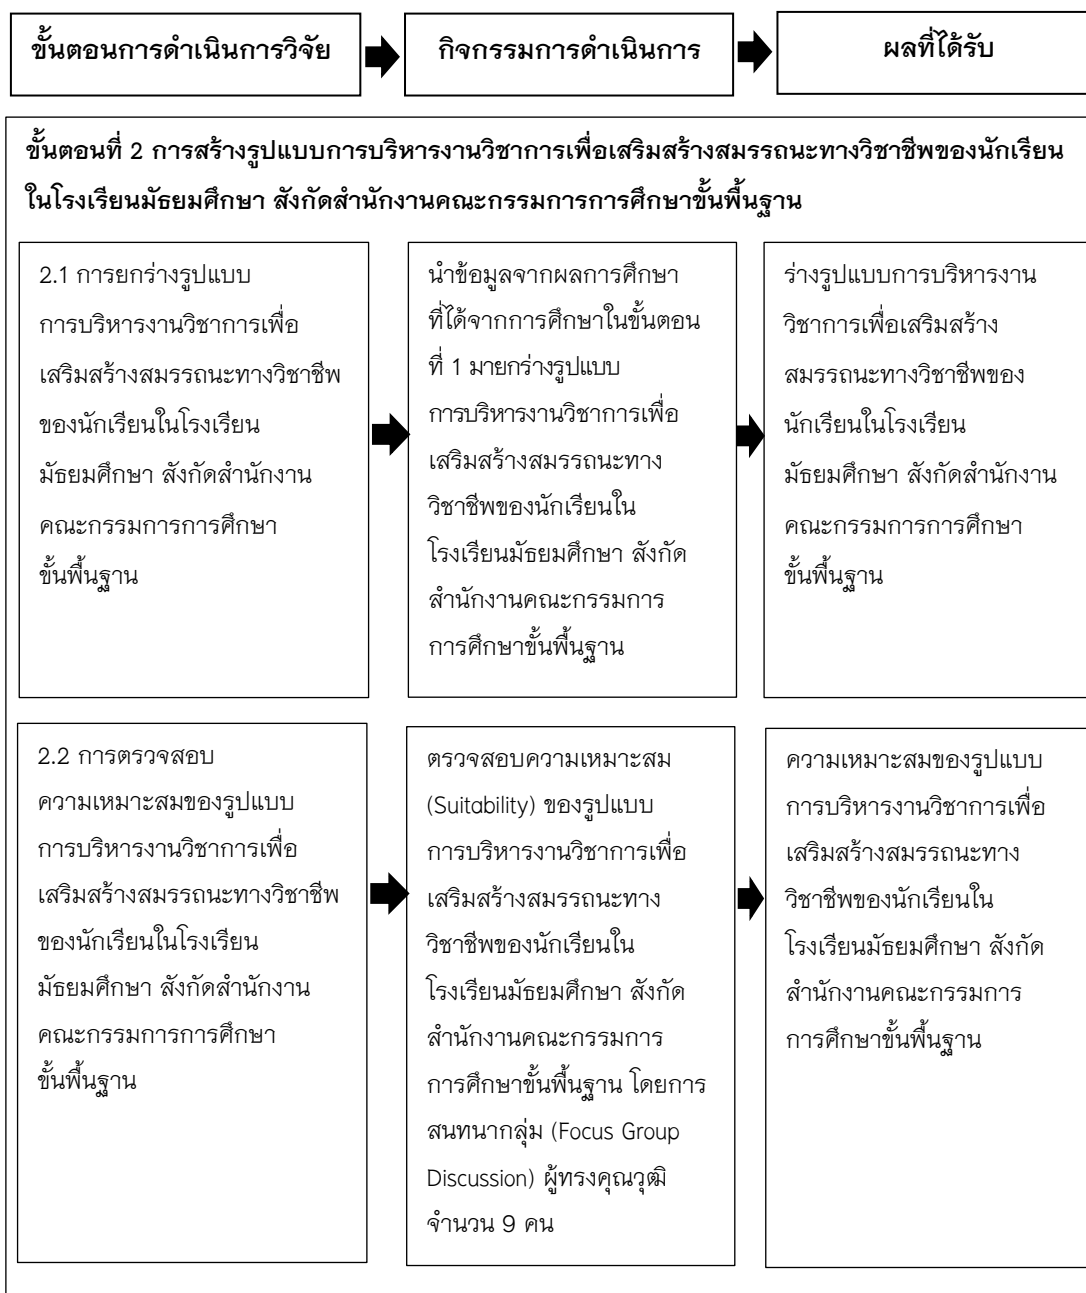 ขั้นตอนการดำเนินการวิจัย
กิจกรรมการดำเนินการ
ผลที่ได้รับ
ขั้นตอนที่ 2 การสร้างรูปแบบการบริหารงานวิชาการเพื่อเสริมสร้างสมรรถนะทางวิชาชีพของนักเรียน
ในโรงเรียนมัธยมศึกษา สังกัดสำนักงานคณะกรรมการการศึกษาขั้นพื้นฐาน
2.1 การยกร่างรูปแบบ
การบริหารงานวิชาการเพื่อ
เสริมสร้างสมรรถนะทางวิชาชีพ
ของนักเรียนในโรงเรียน
มัธยมศึกษา สังกัดสำนักงาน
คณะกรรมการการศึกษา
ขั้นพื้นฐาน
นำข้อมูลจากผลการศึกษา
ที่ได้จากการศึกษาในขั้นตอน
ที่ 1 มายกร่างรูปแบบ
การบริหารงานวิชาการเพื่อ
เสริมสร้างสมรรถนะทาง
วิชาชีพของนักเรียนใน
โรงเรียนมัธยมศึกษา สังกัด
สำนักงานคณะกรรมการ
การศึกษาขั้นพื้นฐาน
ร่างรูปแบบการบริหารงาน
วิชาการเพื่อเสริมสร้าง
สมรรถนะทางวิชาชีพของ
นักเรียนในโรงเรียน
มัธยมศึกษา สังกัดสำนักงาน
คณะกรรมการการศึกษา
ขั้นพื้นฐาน
2.2 การตรวจสอบ
ความเหมาะสมของรูปแบบ
การบริหารงานวิชาการเพื่อ
เสริมสร้างสมรรถนะทางวิชาชีพ
ของนักเรียนในโรงเรียน
มัธยมศึกษา สังกัดสำนักงาน
คณะกรรมการการศึกษา
ขั้นพื้นฐาน
ตรวจสอบความเหมาะสม
(Suitability) ของรูปแบบ
การบริหารงานวิชาการเพื่อ
เสริมสร้างสมรรถนะทาง
วิชาชีพของนักเรียนใน
โรงเรียนมัธยมศึกษา สังกัด
สำนักงานคณะกรรมการ
การศึกษาขั้นพื้นฐาน โดยการ
สนทนากลุ่ม (Focus Group
Discussion) ผู้ทรงคุณวุฒิ
จำนวน 9 คน
ความเหมาะสมของรูปแบบ
การบริหารงานวิชาการเพื่อ
เสริมสร้างสมรรถนะทาง
วิชาชีพของนักเรียนใน
โรงเรียนมัธยมศึกษา สังกัด
สำนักงานคณะกรรมการ
การศึกษาขั้นพื้นฐาน